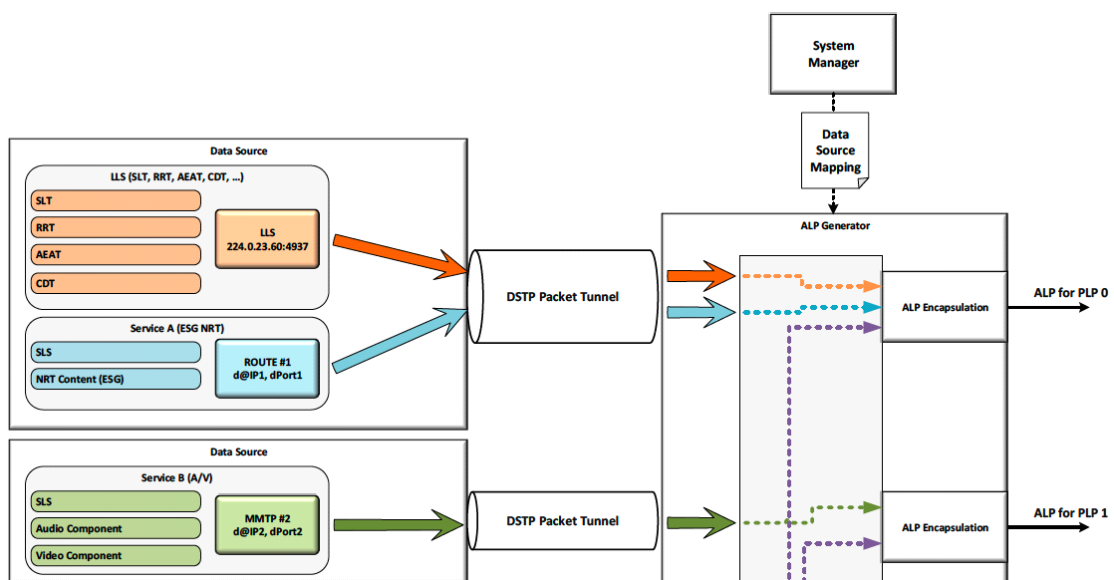 System
Manager
Data
Source
Mapping
Data Source
LLS (SLT, RRT, AEAT, CDT, ...)
SLT
RRT
AEAT
CDT
LLS
224.0.23.60:4937
Service A (ESG NRT)
SLS
NRT Content (ESG)
ROUTE #1
d@IP1, dPort1
DSTP Packet Tunnel
ALP Generator
ALP Encapsulation
ALP for PLP 0
Data Source
Service B (A/V)
SLS
Audio Component
Video Component
MMTP #2
d@IP2, dPort2
DSTP Packet Tunnel
ALP Encapsulation
ALP for PLP 1